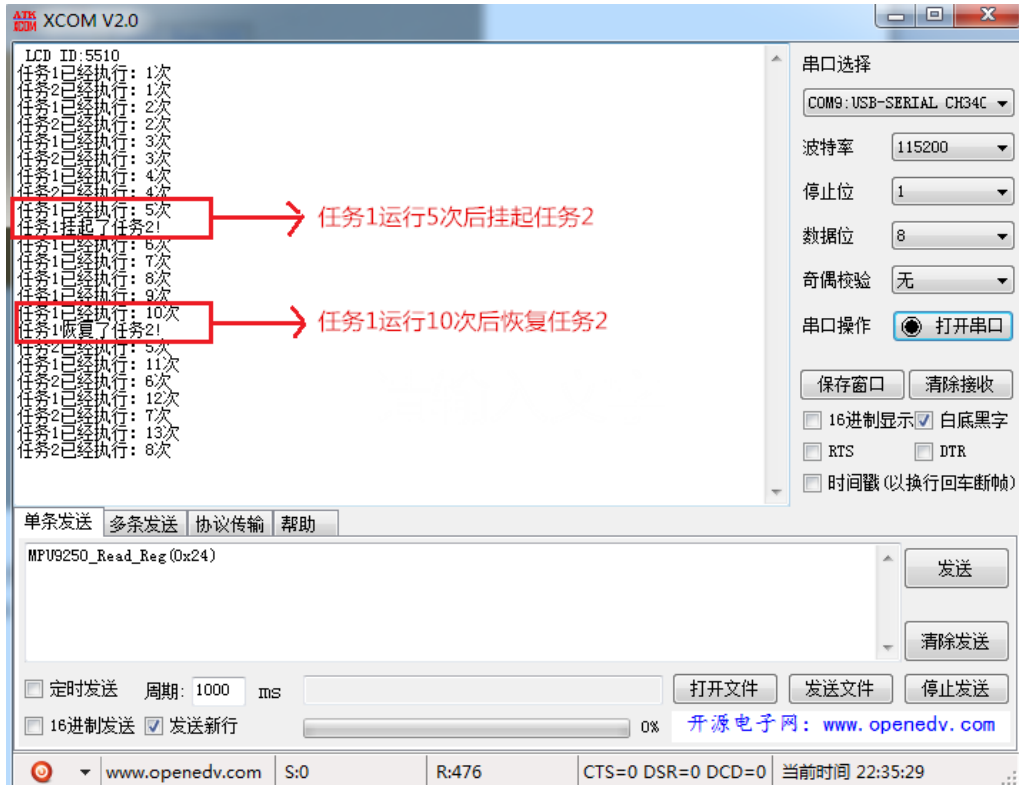 ATK XCOM XCOM V2.0
LCD ID:5510
任务1已经执行: 1次
任务2已经执行: 1次
任务1已经执行: 2次
任务2已经执行: 2次
任务1已经执行: 3次
任务2已经执行: 3次
任务1已经执行: 4次
任务2已经执行: 4次
任务1已经执行: 5次
任务1挂起了任务2!
任务1运行5次后挂起任务2
任务1已经执行: 6次
任务1已经执行: 7次
任务1已经执行: 8次
任务1已经执行: 9次
任务1已经执行: 10次
任务1恢复了任务2!
任务1运行10次后恢复任务2
任务2已经执行: 5次
任务1已经执行: 11次
任务2已经执行: 6次
任务1已经执行: 12次
任务2已经执行: 7次
任务1已经执行: 13次
任务2已经执行: 8次
串口选择
COM9:USB-SERIAL CH34C
波特率 115200
停止位 1
数据位 8
奇偶校验 无
串口操作 打开串口
保存窗口 清除接收
16进制显示 白底黑字
RTS DTR
时间戳(以换行回车断帧)
单条发送 多条发送 协议传输 帮助
MPU9250_Read_Reg(0x24)
发送
清除发送
定时发送 周期: 1000 ms 打开文件 发送文件 停止发送
16进制发送 发送新行 0% 开源电子网: www.openedv.com
www.openedv.com S:0 R:476 CTS=0 DSR=0 DCD=0 当前时间 22:35:29